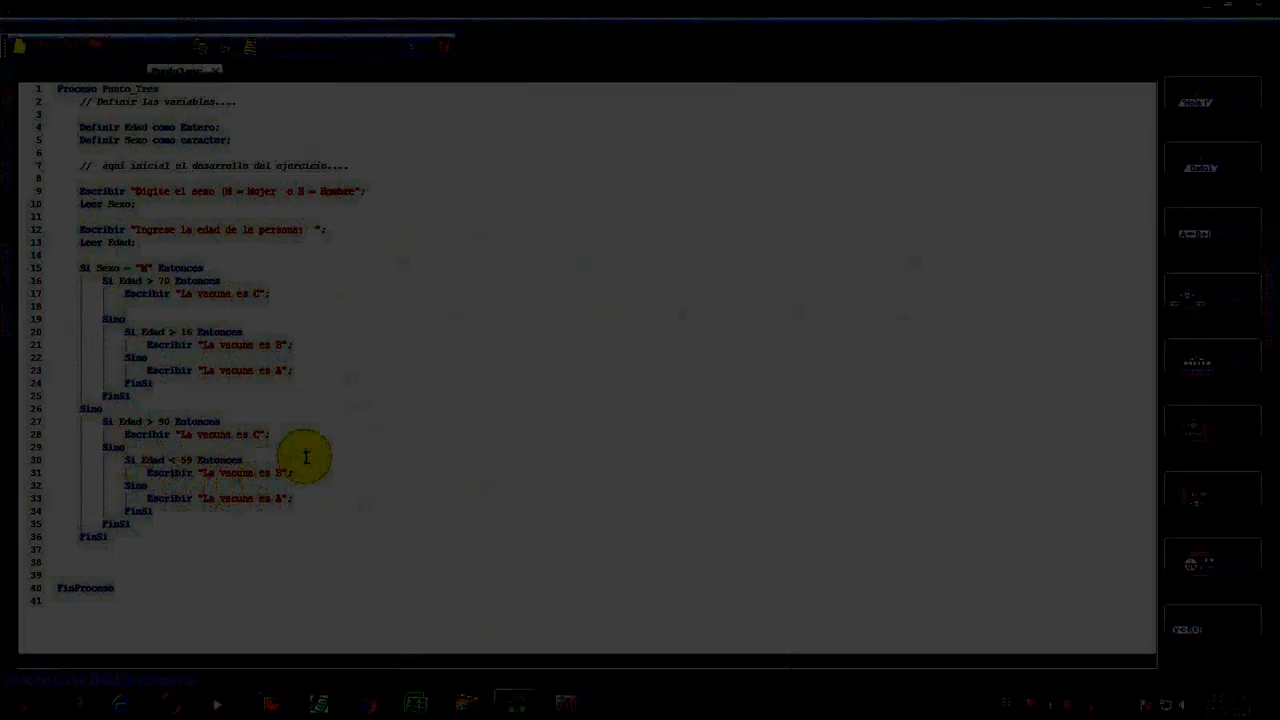 1 Proceso Punto_Tres
2 // Definir las variables....
3
4 Definir Edad como Entero;
5 Definir Sexo como caracter;
6
7 // aqui inicial el desarrollo del ejercicio....
8
9 Escribir "Digite el sexo (M = Mujer o H = Hombre";
10 Leer Sexo;
11
12 Escribir "Ingrese la edad de la persona: ";
13 Leer Edad;
14
15 Si Sexo = "M" Entonces
16 Si Edad > 70 Entonces
17 Escribir "La vacuna es C";
18
19 Sino
20 Si Edad > 16 Entonces
21 Escribir "La vacuna es B";
22 Sino
23 Escribir "La vacuna es A";
24 FinSi
25 FinSi
26 Sino
27 Si Edad > 90 Entonces
28 Escribir "La vacuna es C";
29 Sino
30 Si Edad < 59 Entonces
31 Escribir "La vacuna es B";
32 Sino
33 Escribir "La vacuna es A";
34 FinSi
35 FinSi
36 FinSi
37
38
39
40 FinProceso
41
'Hola !'
Dato1
A←B+1